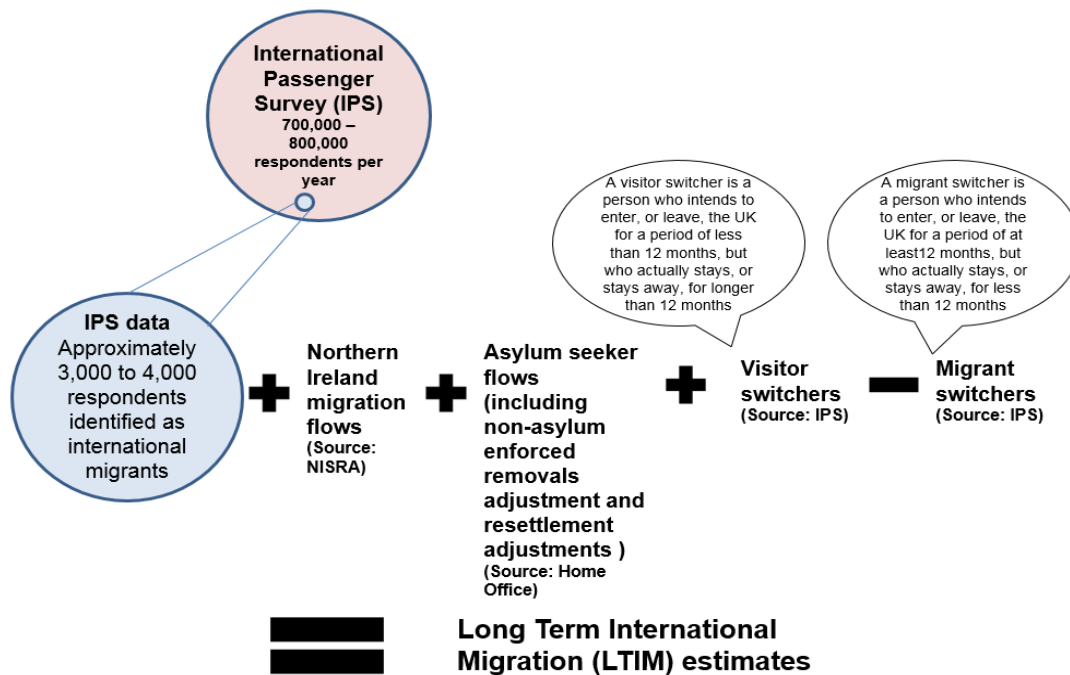 International
Passenger
Survey (IPS)
700,000 –
800,000
respondents per
year
A visitor switcher is a
person who intends to
enter, or leave, the UK
for a period of less
than 12 months, but
who actually stays, or
stays away, for longer
than 12 months
A migrant switcher is
a person who intends
to enter, or leave, the
UK for a period of at
least12 months, but
who actually stays, or
stays away, for less
than 12 months
IPS data
Approximately
3,000 to 4,000
respondents
identified as
international
migrants
Northern
Ireland
migration
flows
(Source:
NISRA)
Asylum seeker
flows
(including
non-asylum
enforced
removals
adjustment and
resettlement
adjustments )
(Source: Home
Office)
Visitor
switchers
(Source: IPS)
Migrant
switchers
(Source: IPS)
Long Term International
Migration (LTIM) estimates